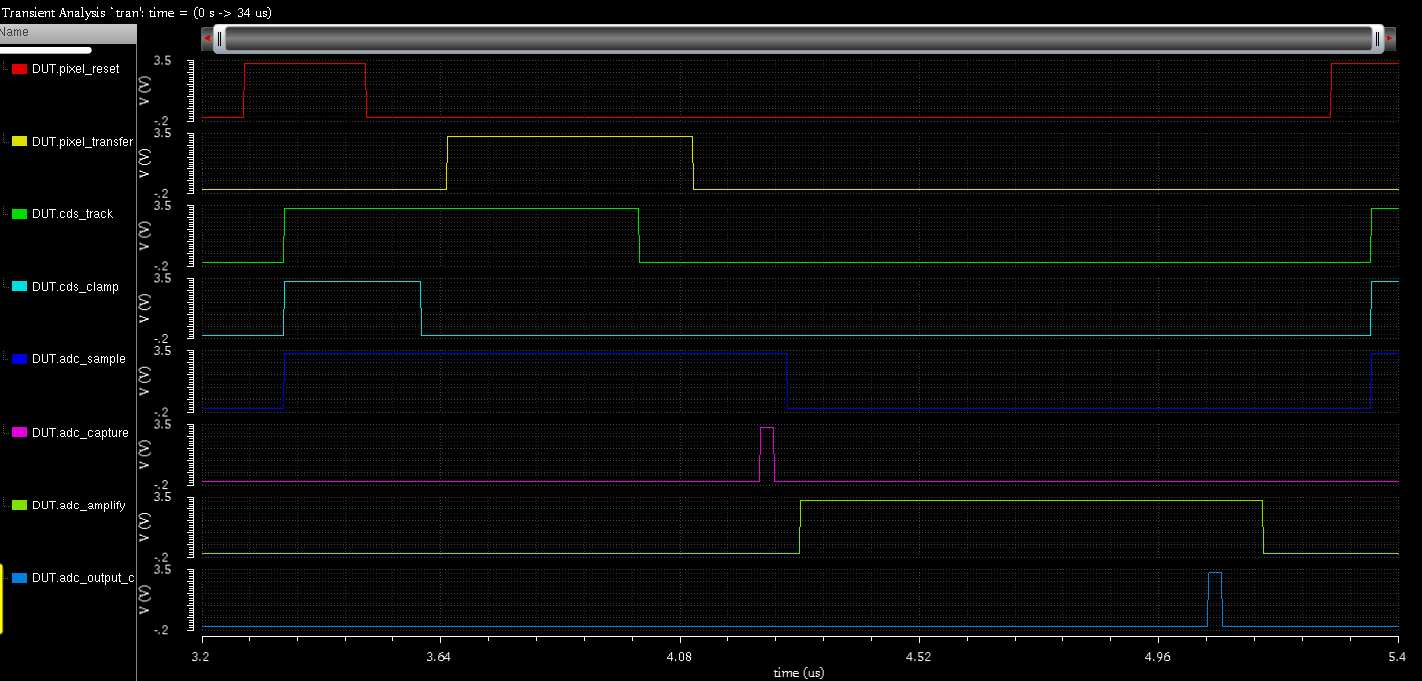 Transient Analysis `tran': time = (0 s -> 34 us)
Name
DUT.pixel_reset
3.5
V (V)
-.2
DUT.pixel_transfer
3.5
V (V)
-.2
DUT.cds_track
3.5
V (V)
-.2
DUT.cds_clamp
3.5
V (V)
-.2
DUT.adc_sample
3.5
V (V)
-.2
DUT.adc_capture
3.5
V (V)
-.2
DUT.adc_amplify
3.5
V (V)
-.2
DUT.adc_output_c
3.5
V (V)
-.2
3.2 3.64 4.08 4.52 4.96 5.4
time (us)